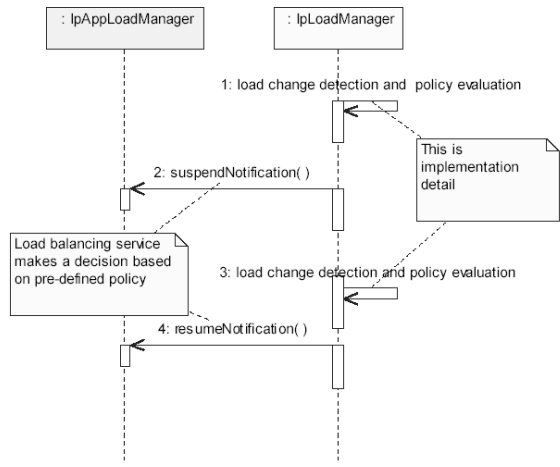 : IpAppLoadManager
: IpLoadManager
1: load change detection and policy evaluation
This is
implementation
detail
2: suspendNotification( )
Load balancing service
makes a decision based
on pre-defined policy
3: load change detection and policy evaluation
4: resumeNotification( )